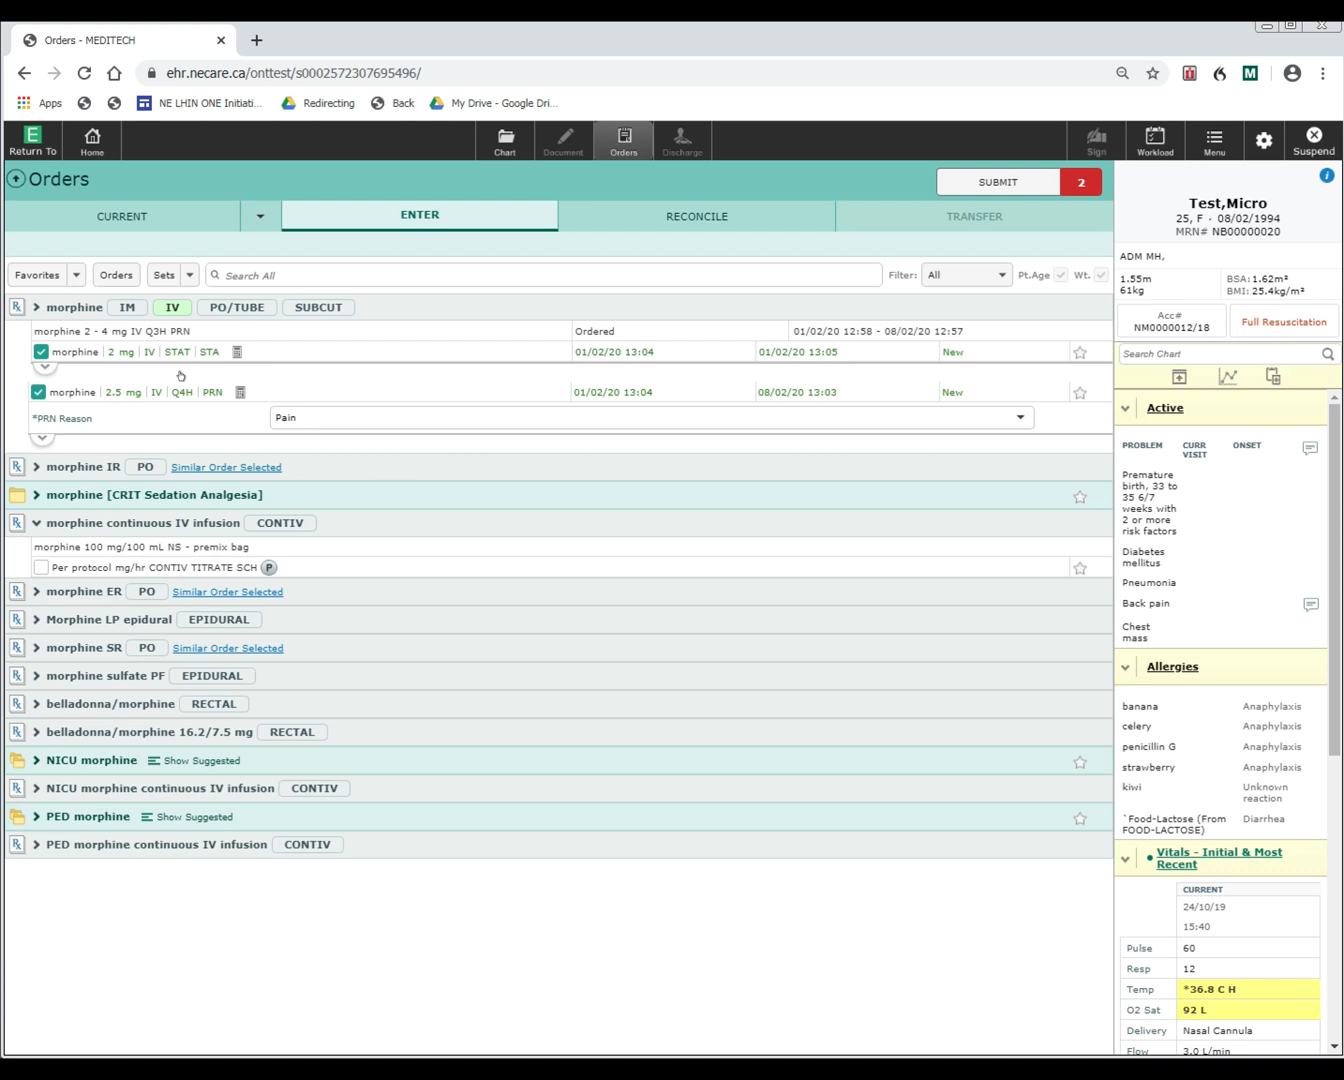 Orders - MEDITECH
ehr.necare.ca/onttest/s0002572307695496/
Apps NE LHIN ONE Initiati... Redirecting Back My Drive - Google Dri...
E M
Return To Home Chart Document Orders Discharge Sign Workload Menu Suspend
Orders SUBMIT 2
CURRENT ENTER RECONCILE TRANSFER
Favorites Orders Sets Search All Filter: All Pt.Age Wt.
Rx morphine IM IV PO/TUBE SUBCUT
morphine 2 - 4 mg IV Q3H PRN Ordered 01/02/20 12:58 - 08/02/20 12:57
morphine 2 mg IV STAT STA 01/02/20 13:04 01/02/20 13:05 New
morphine 2.5 mg IV Q4H PRN 01/02/20 13:04 08/02/20 13:03 New
*PRN Reason Pain
Rx morphine IR PO Similar Order Selected
morphine [CRIT Sedation Analgesia]
Rx morphine continuous IV infusion CONTIV
morphine 100 mg/100 mL NS - premix bag
Per protocol mg/hr CONTIV TITRATE SCH P
Rx morphine ER PO Similar Order Selected
Rx Morphine LP epidural EPIDURAL
Rx morphine SR PO Similar Order Selected
Rx morphine sulfate PF EPIDURAL
Rx belladonna/morphine RECTAL
Rx belladonna/morphine 16.2/7.5 mg RECTAL
NICU morphine Show Suggested
Rx NICU morphine continuous IV infusion CONTIV
PED morphine Show Suggested
Rx PED morphine continuous IV infusion CONTIV
i
Test,Micro
25, F · 08/02/1994
MRN# NB00000020
ADM MH,
1.55m BSA:1.62m²
61kg BMI: 25.4kg/m²
Acc#
NM0000012/18
Full Resuscitation
Search Chart
Active
PROBLEM CURR VISIT ONSET
Premature
birth, 33 to
35 6/7
weeks with
2 or more
risk factors
Diabetes
mellitus
Pneumonia
Back pain
Chest
mass
Allergies
banana Anaphylaxis
celery Anaphylaxis
penicillin G Anaphylaxis
strawberry Anaphylaxis
kiwi Unknown
reaction
`Food-Lactose (From Diarrhea
FOOD-LACTOSE)
Vitals - Initial & Most
Recent
CURRENT
24/10/19
15:40
Pulse 60
Resp 12
Temp *36.8 C H
O2 Sat 92 L
Delivery Nasal Cannula
Flow 3.0 L/min